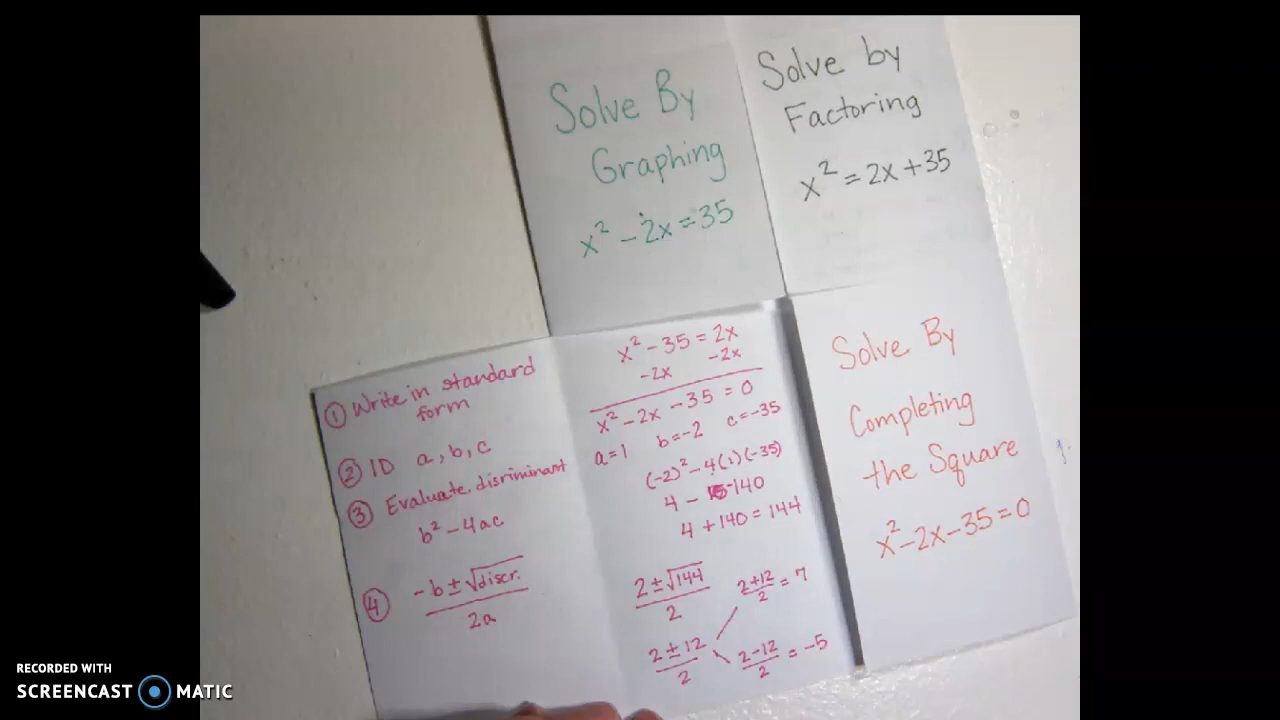 Solve By
Graphing
x² - 2x = 35
Solve by
Factoring
x² = 2x + 35
① Write in standard
form
② ID a, b, c
③ Evaluate disriminant
b² - 4ac
④ -b ± √discr.
2a
x² - 35 = 2x
-2x -2x
x² - 2x - 35 = 0
a = 1 b = -2 c = -35
(-2)² - 4(1)(-35)
4 - -140
4 + 140 = 144
2 ± √144
2
2 ± 12
2
2+12
2 = 7
2-12
2 = -5
Solve By
Completing
the Square
x² - 2x - 35 = 0
RECORDED WITH
SCREENCAST MATIC